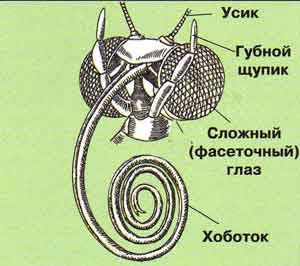 Усик
Губной
щупик
Сложный
(фасеточный)
глаз
Хоботок